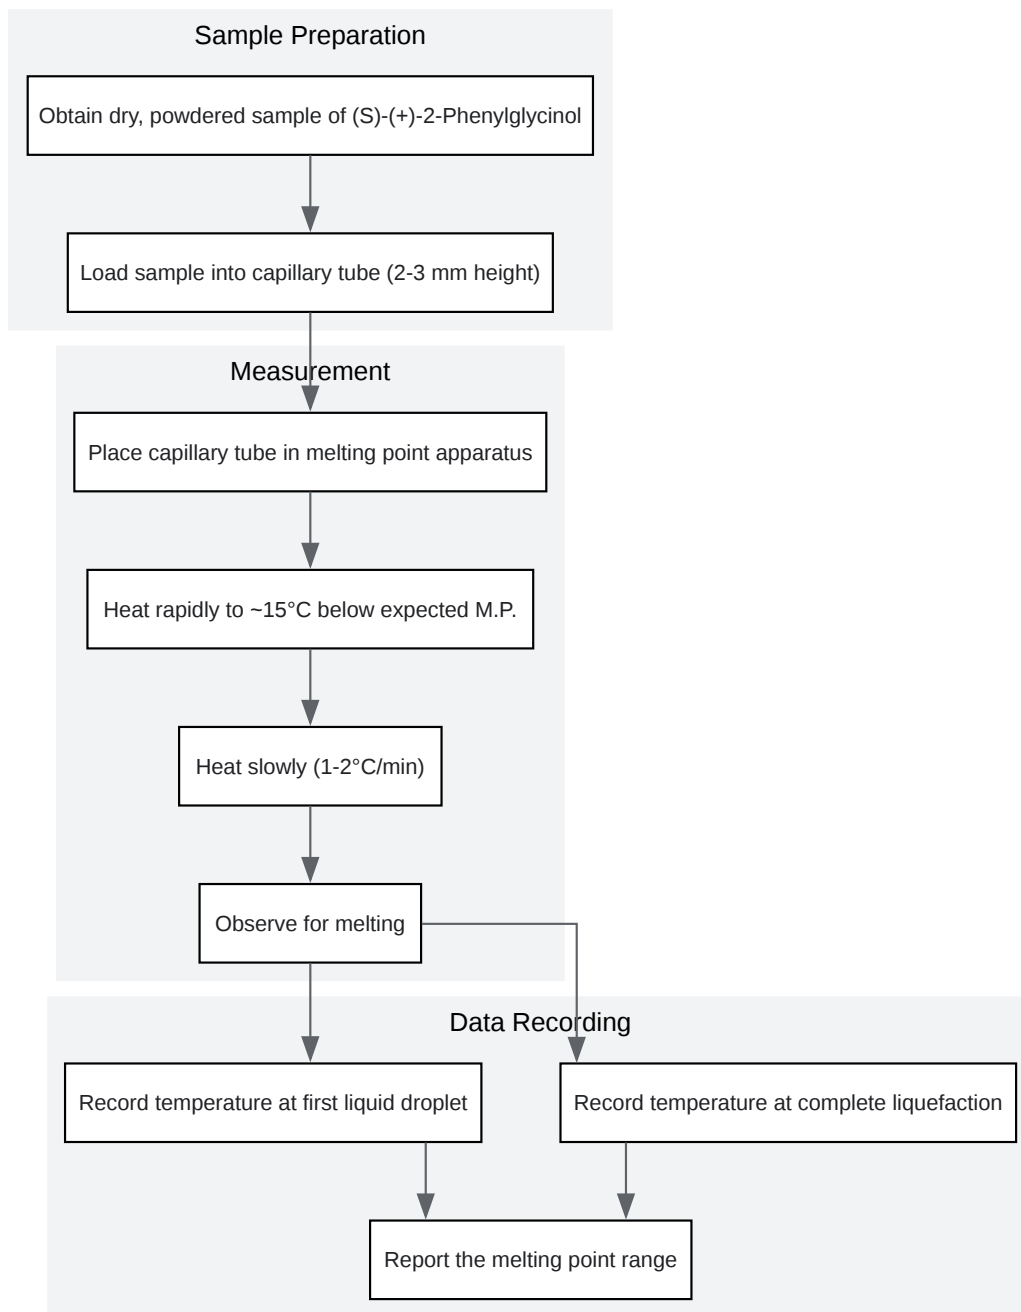 Sample Preparation
Obtain dry, powdered sample of (S)-(+)-2-Phenylglycinol
Load sample into capillary tube (2-3 mm height)
Measurement
Place capillary tube in melting point apparatus
Heat rapidly to ~15°C below expected M.P.
Heat slowly (1-2°C/min)
Observe for melting
Data Recording
Record temperature at first liquid droplet
Record temperature at complete liquefaction
Report the melting point range